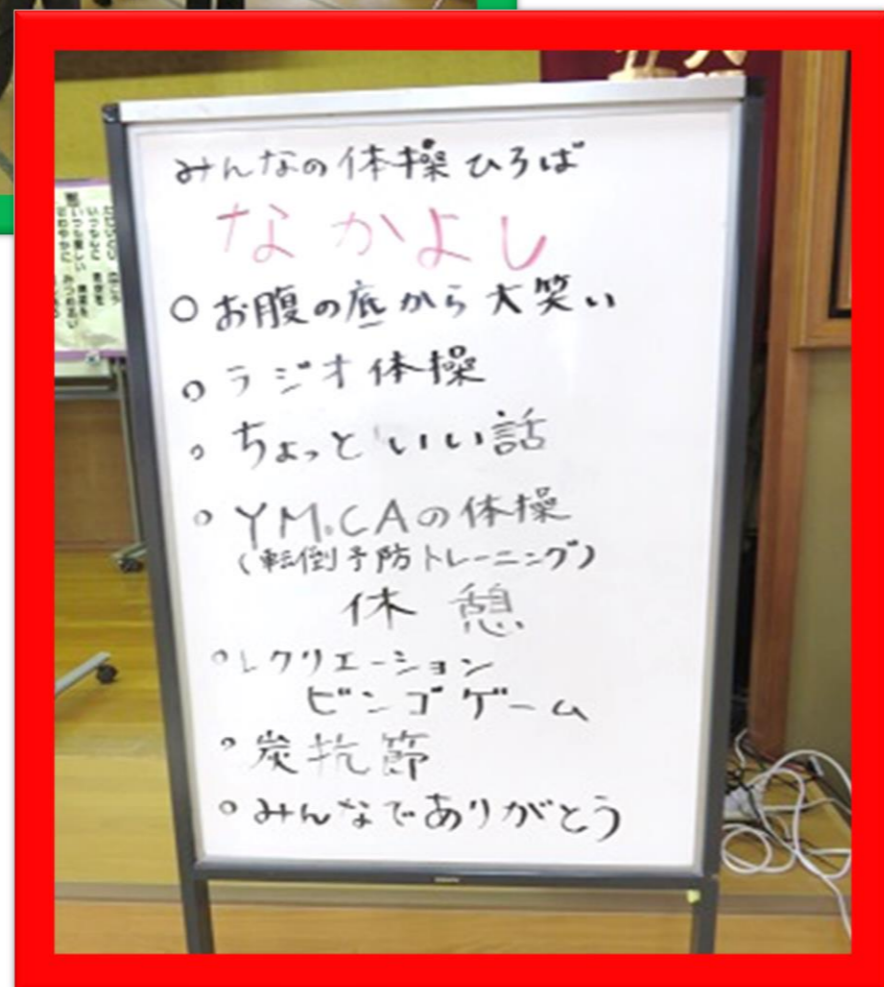 みんなの体操ひろば
なかよし
○お腹の底から大笑い
○ラジオ体操
○ちょっといい話
○YM.CAの体操
(転倒予防トレーニング)
休憩
○レクリエーション
ビンゴゲーム
○炭坑節
○みんなでありがとう